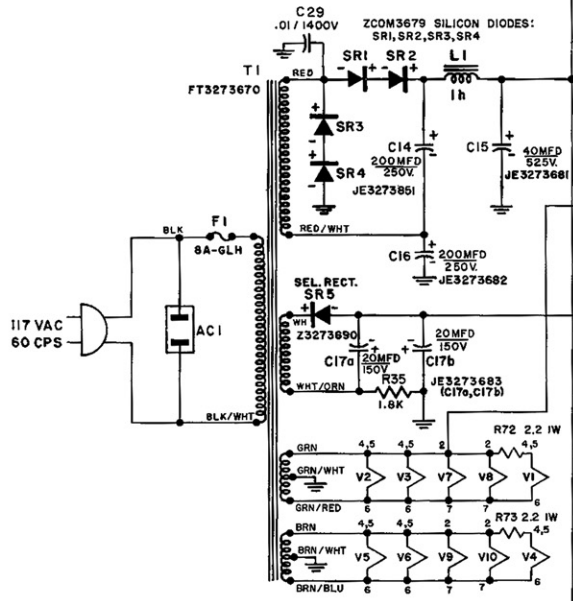 C29
.01/1400V
ZCOM3679 SILICON DIODES:
SR1, SR2, SR3, SR4
T1
FT3273670
RED
- SR1 + - SR2 +
L1
1h
+
SR3
-
+
SR4
-
C14 +
200MFD
250V.
JE3273851
C15 +
40MFD
525V.
JE3273681
RED/WHT
C16 +
200MFD
250V.
JE3273682
BLK
F1
8A-GLH
AC1
117 VAC
60 CPS
BLK/WHT
SEL. RECT.
+ SR5 -
WH
Z3273690
C17a
20MFD
150V
C17b
20MFD
150V
JE3273683
(C17a, C17b)
WHT/ORN
R35
1.8K
R72 2.2 1W
GRN
4,5 4,5 2 2 4,5
GRN/WHT
V2 V3 V7 V8 V1
GRN/RED
6 6 7 7 6
R73 2.2 1W
BRN
4,5 4,5 2 2 4,5
BRN/WHT
V5 V6 V9 V10 V4
BRN/BLU
6 6 7 7 6